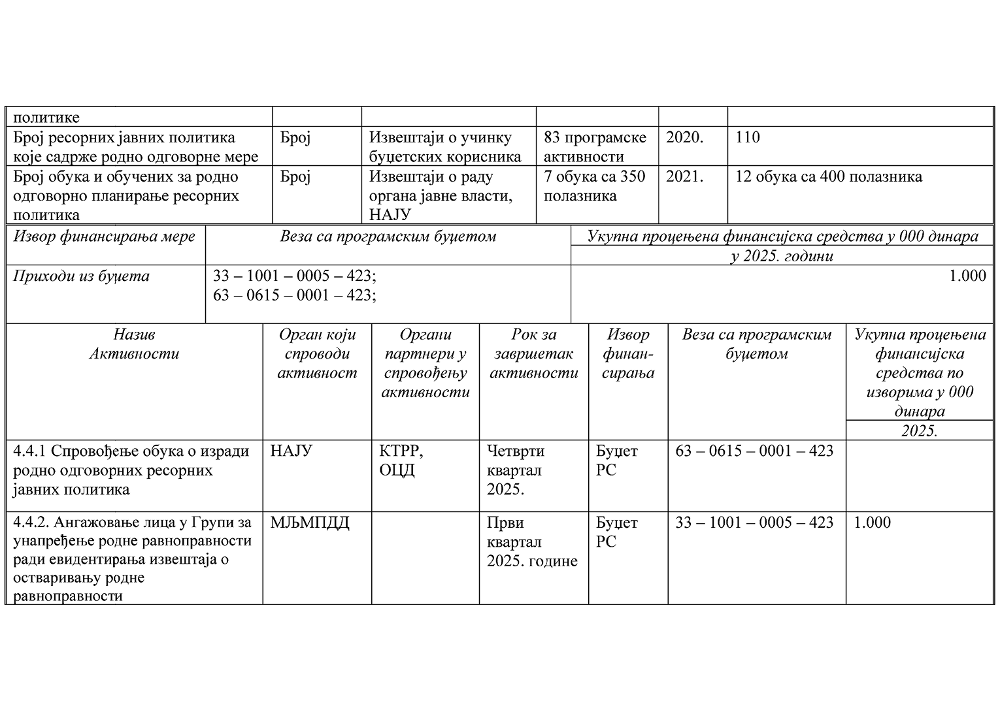 политике
Број ресорних јавних политика
које садрже родно одговорне мере
Број
Извештаји о учинку
буџетских корисника
83 програмске
активности
2020.
110
Број обука и обучених за родно
одговорно планирање ресорних
политика
Број
Извештаји о раду
органа јавне власти,
НАЈУ
7 обука са 350
полазника
2021.
12 обука са 400 полазника
Извор финансирања мере
Веза са програмским буџетом
Укупна процењена финансијска средства у 000 динара
у 2025. години
Приходи из буџета
33 – 1001 – 0005 – 423;
63 – 0615 – 0001 – 423;
1.000
Назив
Активности
Орган који
спроводи
активност
Органи
партнери у
спровођењу
активности
Рок за
завршетак
активности
Извор
финан-
сирања
Веза са програмским
буџетом
Укупна процењена
финансијска
средства по
изворима у 000
динара
2025.
4.4.1 Спровођење обука о изради
родно одговорних ресорних
јавних политика
НАЈУ
КТРР,
ОЦД
Четврти
квартал
2025.
Буџет
РС
63 – 0615 – 0001 – 423
4.4.2. Ангажовање лица у Групи за
унапређење родне равноправности
ради евидентирања извештаја о
остваривању родне
равноправности
МЉМПДД
Први
квартал
2025. године
Буџет
РС
33 – 1001 – 0005 – 423
1.000